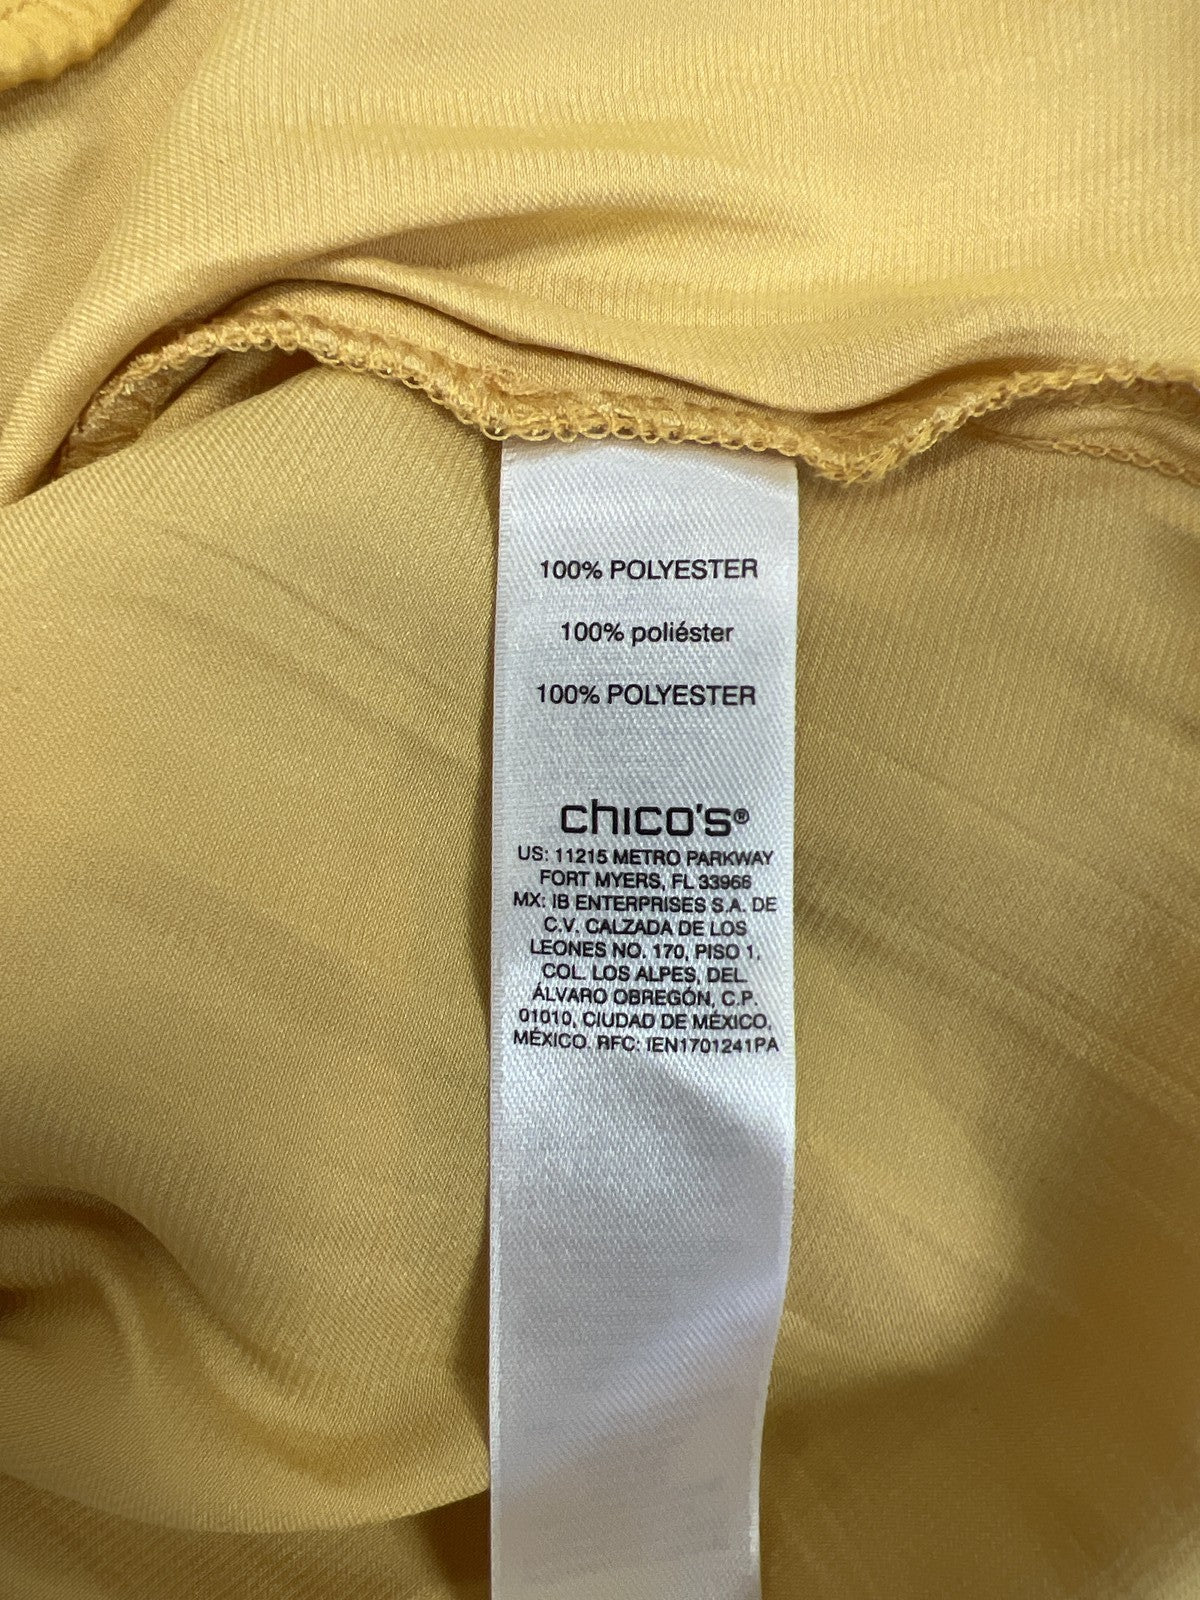 100% POLYESTER
100% poliéster
100% POLYESTER
chico's®
US: 11215 METRO PARKWAY
FORT MYERS, FL 33966
MX: IB ENTERPRISES S.A. DE
C.V. CALZADA DE LOS
LEONES NO. 170, PISO 1,
COL. LOS ALPES, DEL.
ÁLVARO OBREGÓN, C.P.
01010, CIUDAD DE MÉXICO,
MÉXICO. RFC: IEN1701241PA